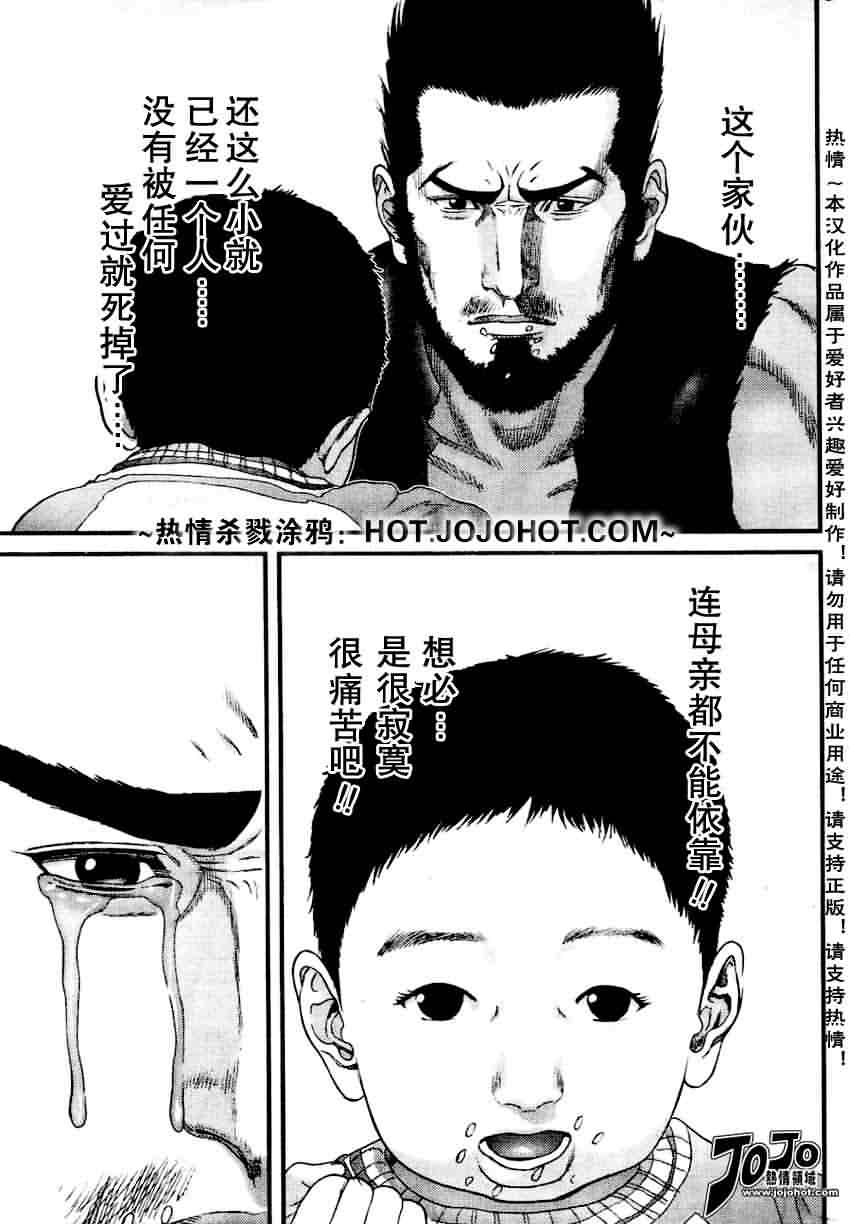 这个家伙……
还这么小就
已经一个人……
没有被任何
爱过就死掉了……
~热情杀戮涂鸦：HOT.JOJOHOT.COM~
连母亲都不能依靠!!
想必…
是很寂寞
很痛苦吧!!
热情~本汉化作品属于爱好者兴趣爱好制作!请勿用于任何商业用途!请支持正版!请支持热情!
JOJO
热情领域
www.jojohot.com